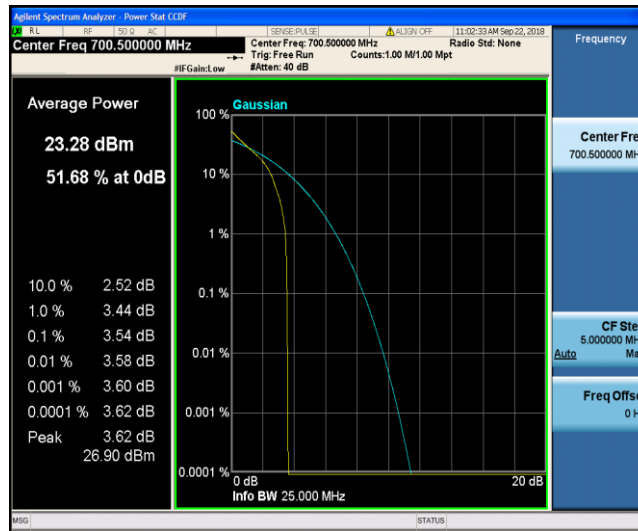 Agilent Spectrum Analyzer - Power Stat CCDF
RL RF 50 Ω AC SENSE:PULSE ALIGN OFF 11:02:33 AM Sep 22, 2018
Center Freq 700.500000 MHz
Center Freq: 700.500000 MHz Radio Std: None
Trig: Free Run Counts:1.00 M/1.00 Mpt
#IFGain:Low #Atten: 40 dB
Frequency
Average Power
23.28 dBm
51.68 % at 0dB
10.0 % 2.52 dB
1.0 % 3.44 dB
0.1 % 3.54 dB
0.01 % 3.58 dB
0.001 % 3.60 dB
0.0001 % 3.62 dB
Peak 3.62 dB
26.90 dBm
Gaussian
100 %
10 %
1 %
0.1 %
0.01 %
0.001 %
0.0001 %
0 dB 20 dB
Info BW 25.000 MHz
Center Fre
700.500000 MH
CF Ste
5.000000 MH
Auto Ma
Freq Offs
0 H
MSG STATUS